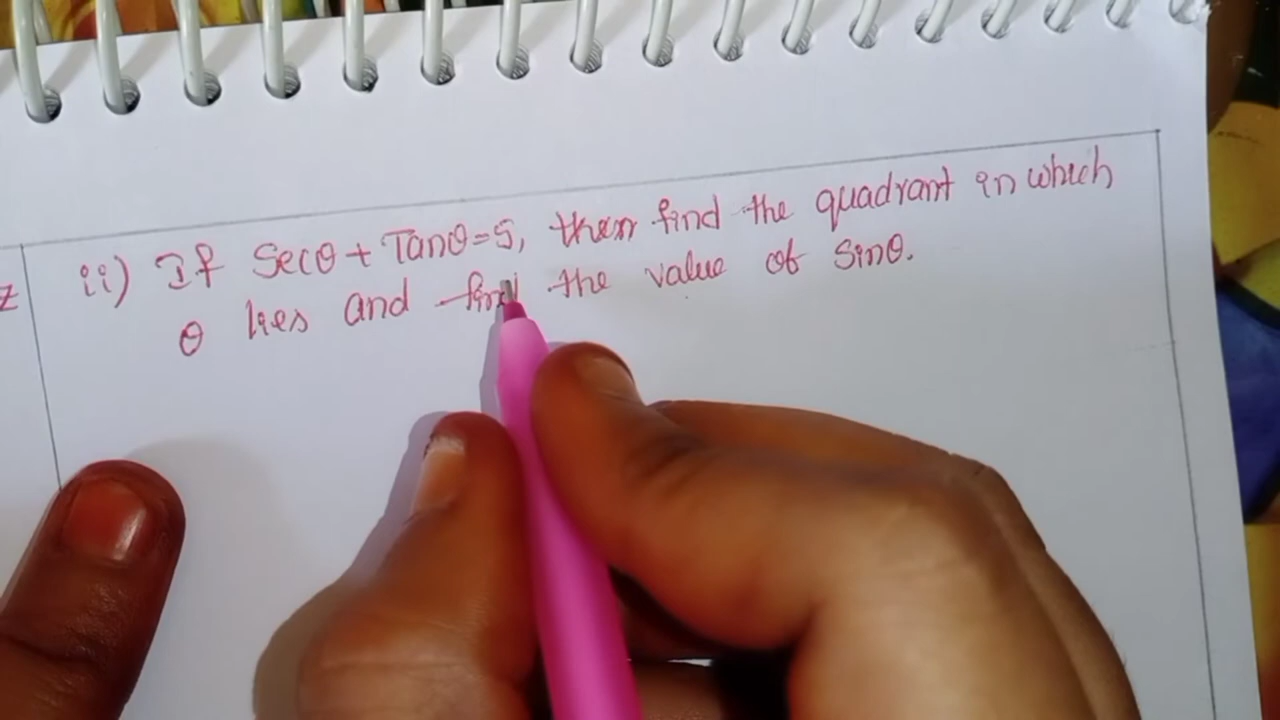 ii) If Secθ + Tanθ=5, then find the quadrant in which
θ lies and find the value of Sinθ.